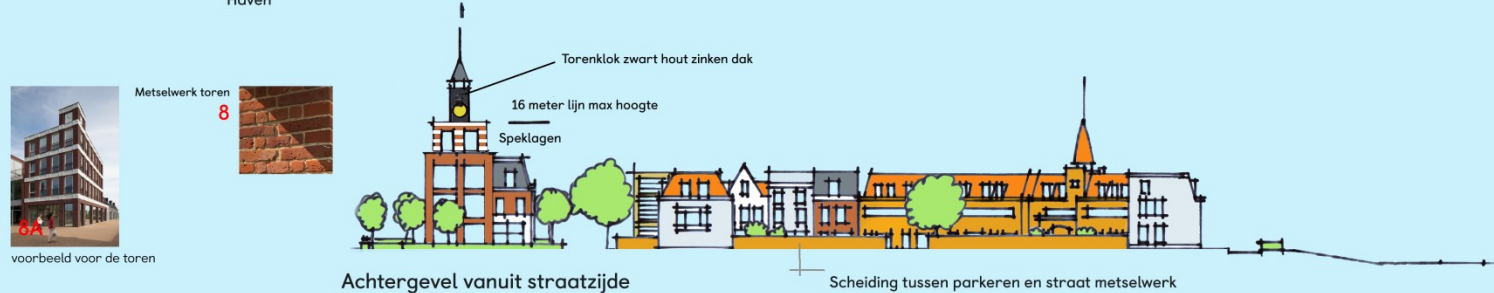 Haven
Torenklok zwart hout zinken dak
Metselwerk toren
8
16 meter lijn max hoogte
Speklagen
8A
voorbeeld voor de toren
Achtergevel vanuit straatzijde
Scheiding tussen parkeren en straat metselwerk